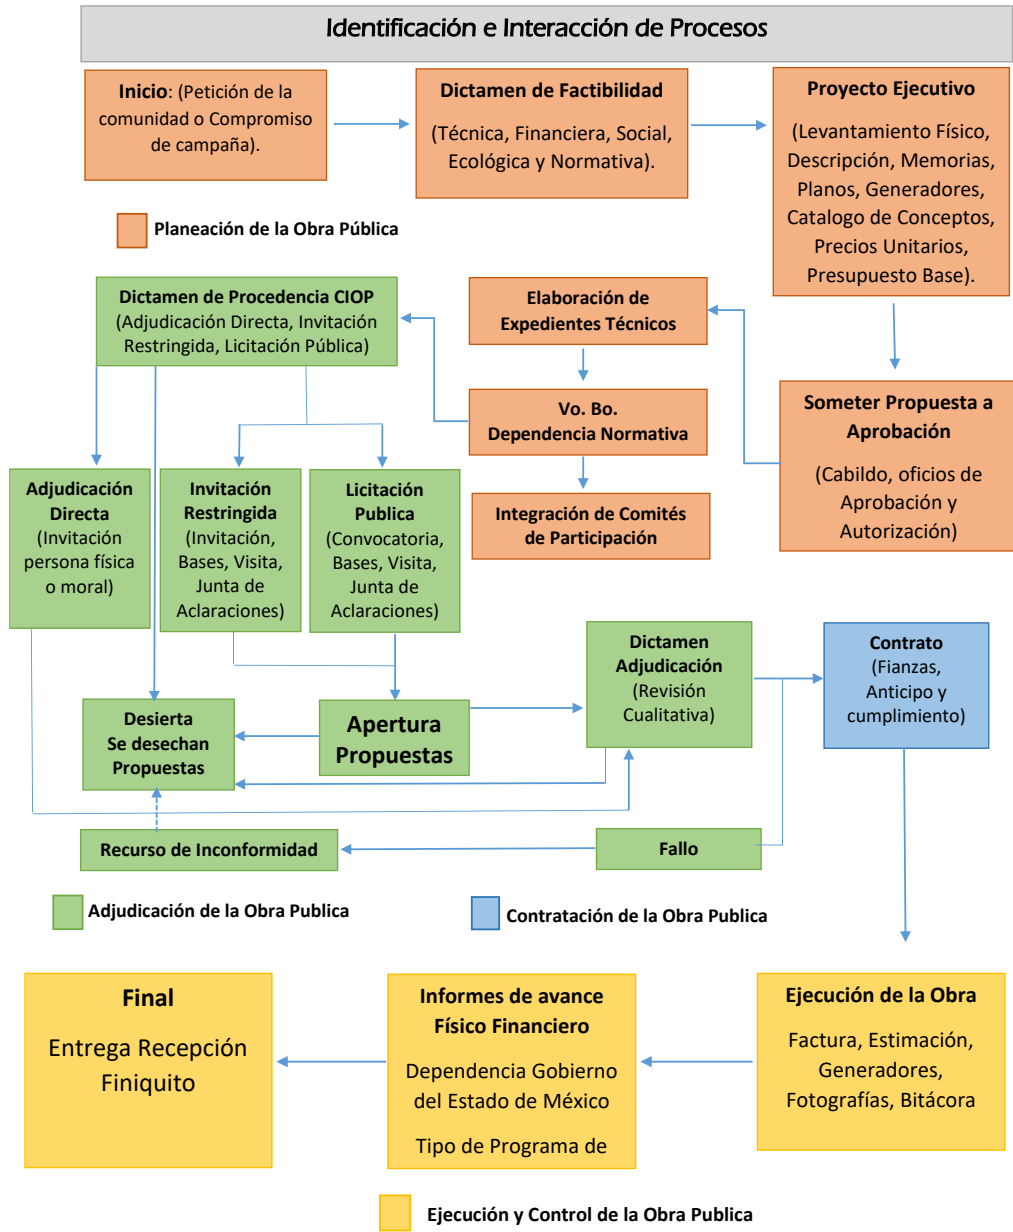 Identificación e Interacción de Procesos
Inicio: (Petición de la
comunidad o Compromiso
de campaña).
Dictamen de Factibilidad
(Técnica, Financiera, Social,
Ecológica y Normativa).
Proyecto Ejecutivo
(Levantamiento Físico,
Descripción, Memorias,
Planos, Generadores,
Catalogo de Conceptos,
Precios Unitarios,
Presupuesto Base).
Planeación de la Obra Pública
Dictamen de Procedencia CIOP
(Adjudicación Directa, Invitación
Restringida, Licitación Pública)
Elaboración de
Expedientes Técnicos
Someter Propuesta a
Aprobación
(Cabildo, oficios de
Aprobación y
Autorización)
Vo. Bo.
Dependencia Normativa
Integración de Comités
de Participación
Adjudicación
Directa
(Invitación
persona física
o moral)
Invitación
Restringida
(Invitación,
Bases, Visita,
Junta de
Aclaraciones)
Licitación
Publica
(Convocatoria,
Bases, Visita,
Junta de
Aclaraciones)
Dictamen
Adjudicación
(Revisión
Cualitativa)
Contrato
(Fianzas,
Anticipo y
cumplimiento)
Desierta
Se desechan
Propuestas
Apertura
Propuestas
Recurso de Inconformidad
Fallo
Adjudicación de la Obra Publica
Contratación de la Obra Publica
Final
Entrega Recepción
Finiquito
Informes de avance
Físico Financiero
Dependencia Gobierno
del Estado de México
Tipo de Programa de
Ejecución de la Obra
Factura, Estimación,
Generadores,
Fotografías, Bitácora
Ejecución y Control de la Obra Publica